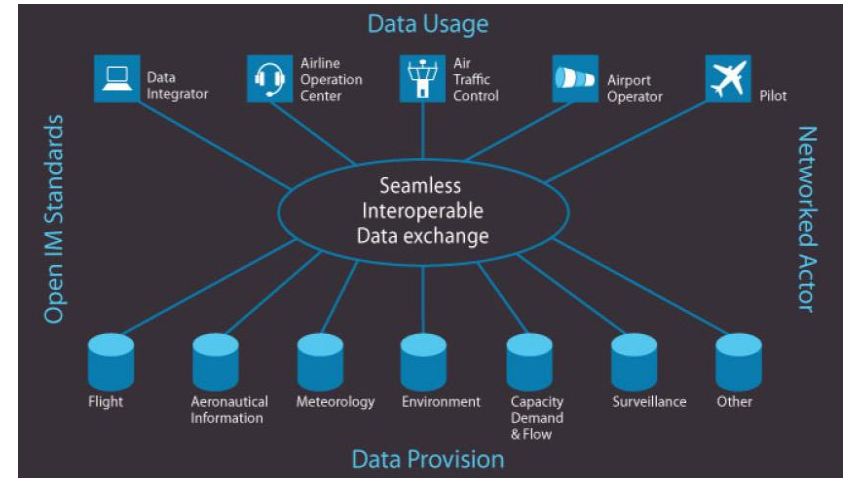 Data Usage
Data
Integrator
Airline
Operation
Center
Air
Traffic
Control
Airport
Operator
Pilot
Open IM Standards
Networked Actor
Seamless
Interoperable
Data exchange
Flight
Aeronautical
Information
Meteorology
Environment
Capacity
Demand
& Flow
Surveillance
Other
Data Provision